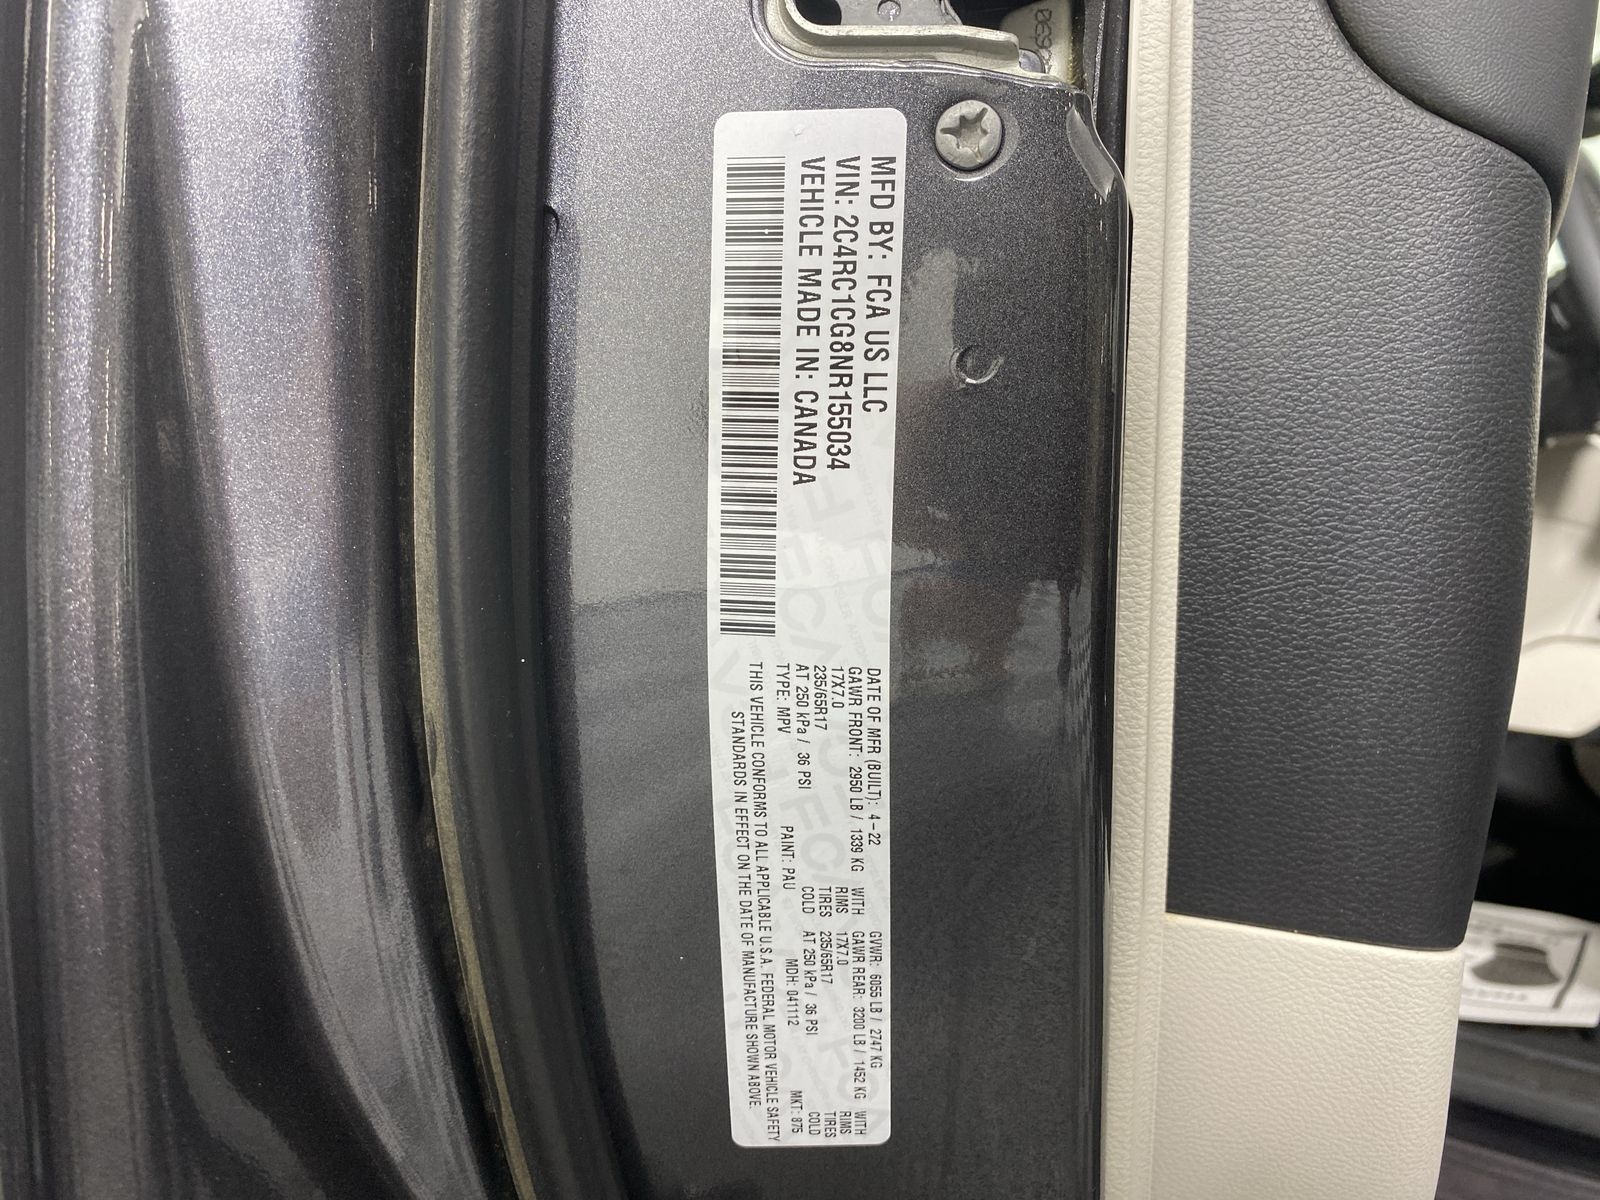 MFD BY: FCA US LLC
VIN: 2C4RC1CG8NR155034
VEHICLE MADE IN: CANADA
DATE OF MFR (BUILT): 4-22 GVWR: 6055 LB / 2747 KG
GAWR FRONT: 2950 LB / 1339 KG WITH GAWR REAR: 3200 LB / 1452 KG WITH
17X7.0 RIMS 17X7.0 RIMS
235/65R17 TIRES 235/65R17 TIRES
AT 250 kPa / 36 PSI COLD AT 250 kPa / 36 PSI COLD
TYPE: MPV PAINT: PAU MDH: 041112 MKT: 875
THIS VEHICLE CONFORMS TO ALL APPLICABLE U.S.A. FEDERAL MOTOR VEHICLE SAFETY
STANDARDS IN EFFECT ON THE DATE OF MANUFACTURE SHOWN ABOVE.